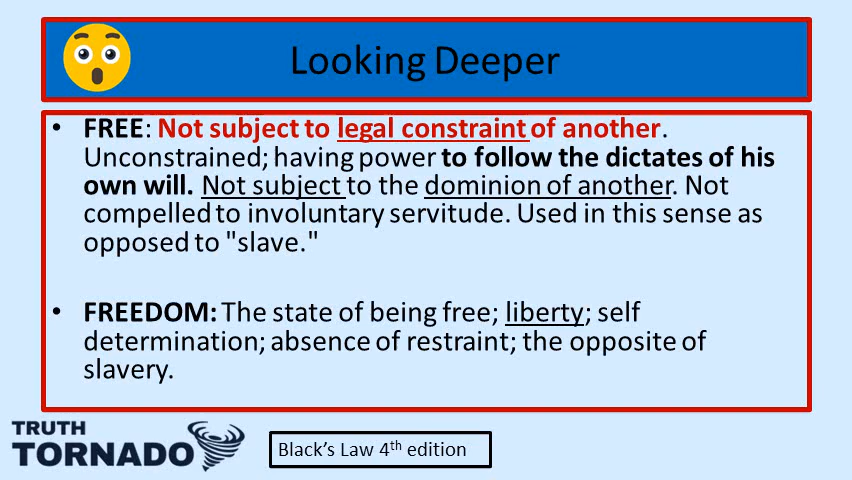 Looking Deeper
• FREE: Not subject to legal constraint of another.
Unconstrained; having power to follow the dictates of his
own will. Not subject to the dominion of another. Not
compelled to involuntary servitude. Used in this sense as
opposed to "slave."
• FREEDOM: The state of being free; liberty; self
determination; absence of restraint; the opposite of
slavery.
TRUTH
TORNADO
Black’s Law 4th edition